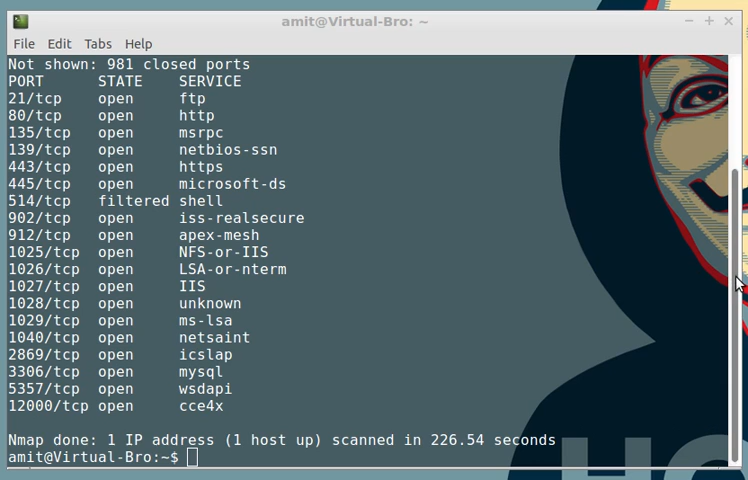 amit@Virtual-Bro: ~
File Edit Tabs Help
Not shown: 981 closed ports
PORT STATE SERVICE
21/tcp open ftp
80/tcp open http
135/tcp open msrpc
139/tcp open netbios-ssn
443/tcp open https
445/tcp open microsoft-ds
514/tcp filtered shell
902/tcp open iss-realsecure
912/tcp open apex-mesh
1025/tcp open NFS-or-IIS
1026/tcp open LSA-or-nterm
1027/tcp open IIS
1028/tcp open unknown
1029/tcp open ms-lsa
1040/tcp open netsaint
2869/tcp open icslap
3306/tcp open mysql
5357/tcp open wsdapi
12000/tcp open cce4x
Nmap done: 1 IP address (1 host up) scanned in 226.54 seconds
amit@Virtual-Bro:~$